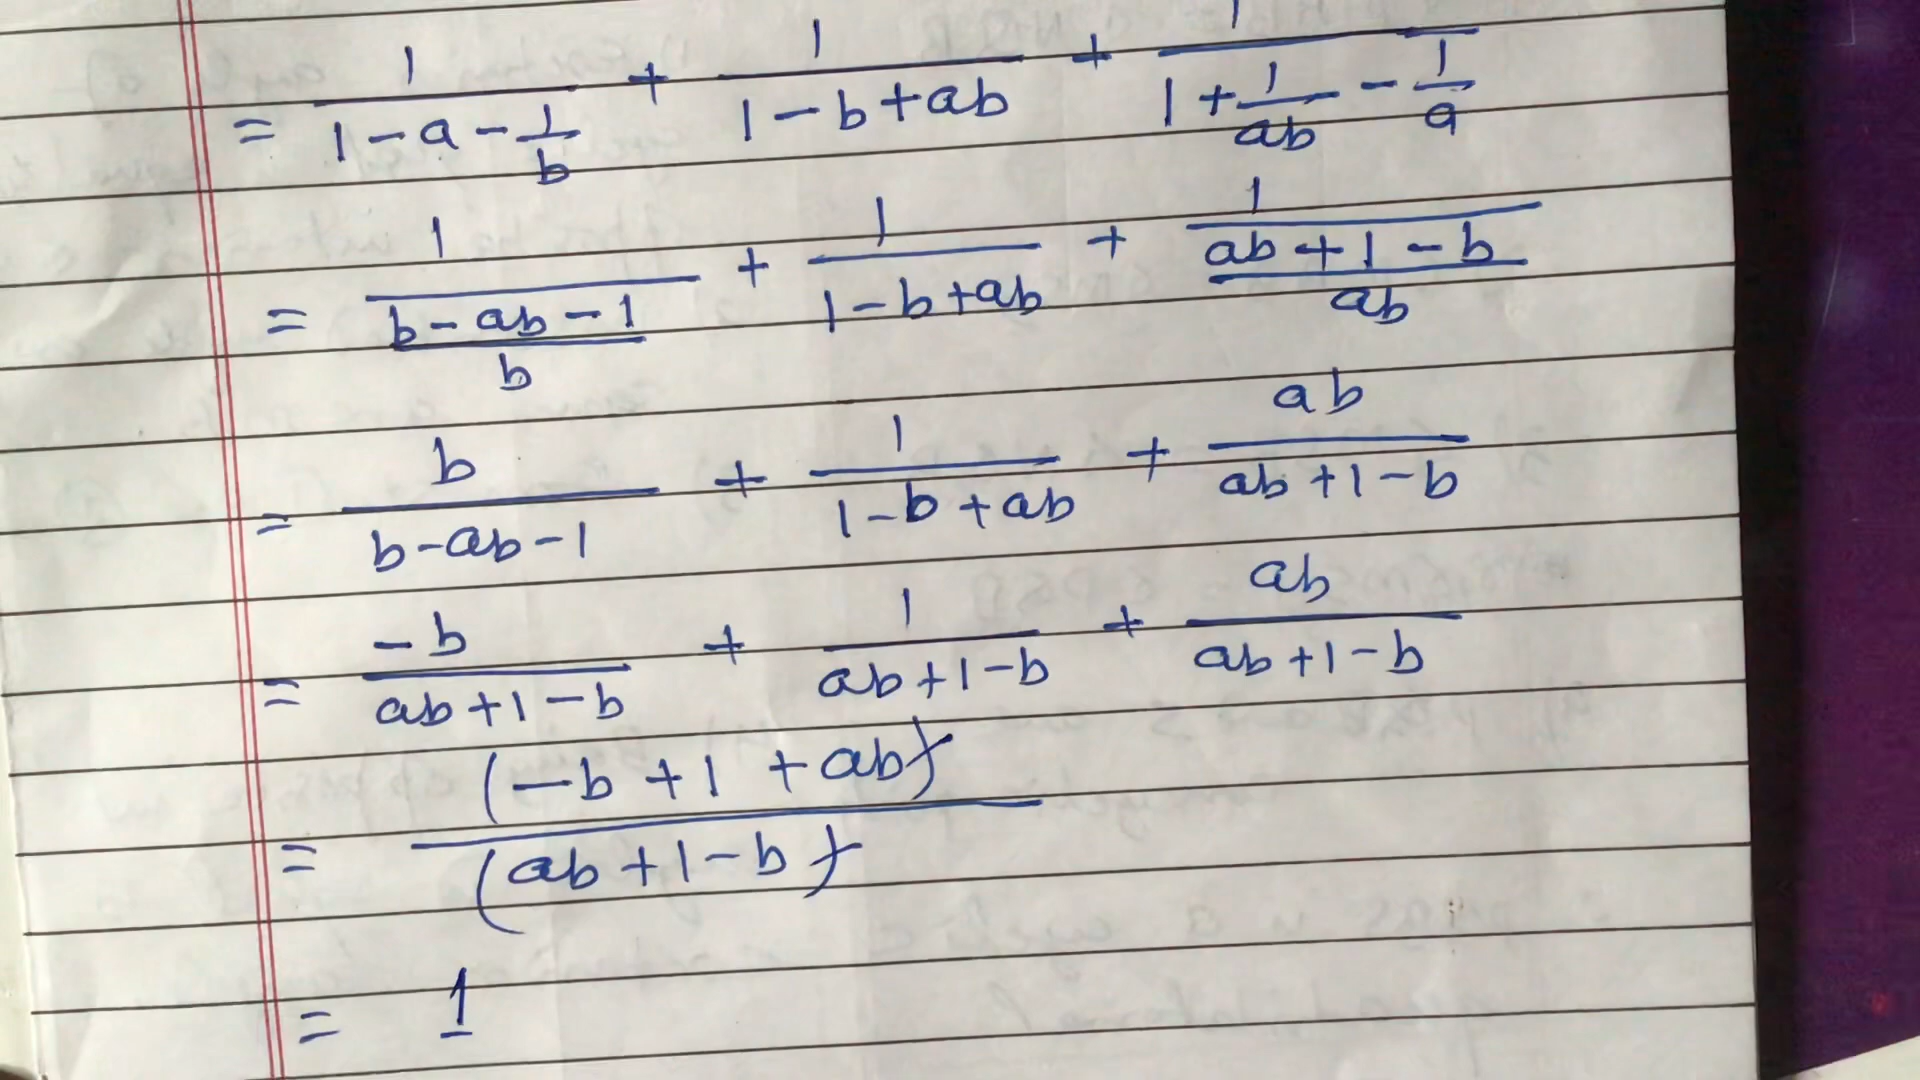 = 1/(1-a-1/b) + 1/(1-b+ab) + 1/(1+1/ab-1/a)
= 1/((b-ab-1)/b) + 1/(1-b+ab) + 1/((ab+1-b)/ab)
= b/(b-ab-1) + 1/(1-b+ab) + ab/(ab+1-b)
= -b/(ab+1-b) + 1/(ab+1-b) + ab/(ab+1-b)
= (-b+1+ab)/(ab+1-b)
= 1